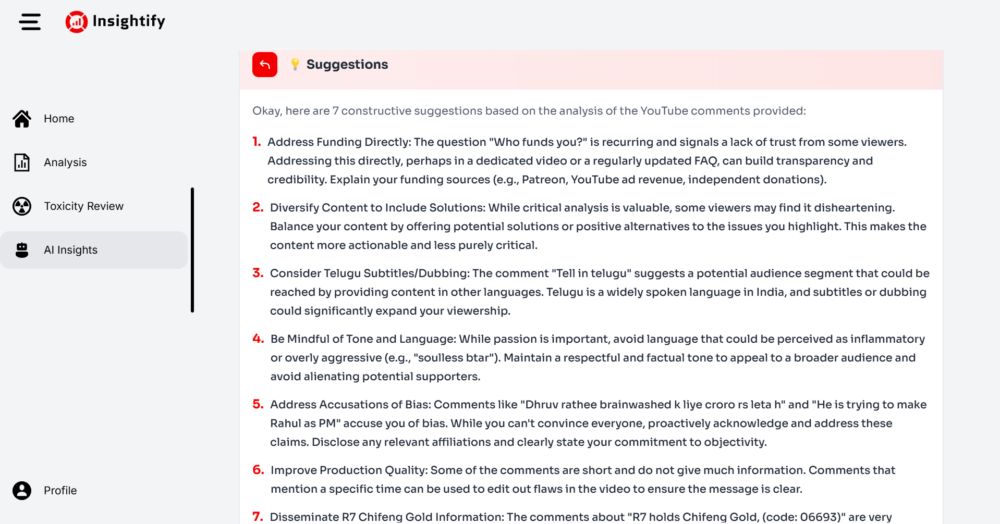 Insightify
Home
Analysis
Toxicity Review
AI Insights
Profile
Suggestions
Okay, here are 7 constructive suggestions based on the analysis of the YouTube comments provided:
1. Address Funding Directly: The question "Who funds you?" is recurring and signals a lack of trust from some viewers.
Addressing this directly, perhaps in a dedicated video or a regularly updated FAQ, can build transparency and
credibility. Explain your funding sources (e.g., Patreon, YouTube ad revenue, independent donations).
2. Diversify Content to Include Solutions: While critical analysis is valuable, some viewers may find it disheartening.
Balance your content by offering potential solutions or positive alternatives to the issues you highlight. This makes the
content more actionable and less purely critical.
3. Consider Telugu Subtitles/Dubbing: The comment "Tell in telugu" suggests a potential audience segment that could be
reached by providing content in other languages. Telugu is a widely spoken language in India, and subtitles or dubbing
could significantly expand your viewership.
4. Be Mindful of Tone and Language: While passion is important, avoid language that could be perceived as inflammatory
or overly aggressive (e.g., "soulless btar"). Maintain a respectful and factual tone to appeal to a broader audience and
avoid alienating potential supporters.
5. Address Accusations of Bias: Comments like "Dhruv rathee brainwashed k liye croro rs leta h" and "He is trying to make
Rahul as PM" accuse you of bias. While you can't convince everyone, proactively acknowledge and address these
claims. Disclose any relevant affiliations and clearly state your commitment to objectivity.
6. Improve Production Quality: Some of the comments are short and do not give much information. Comments that
mention a specific time can be used to edit out flaws in the video to ensure the message is clear.
7. Disseminate R7 Chifeng Gold Information: The comments about "R7 holds Chifeng Gold, (code: 06693)" are very